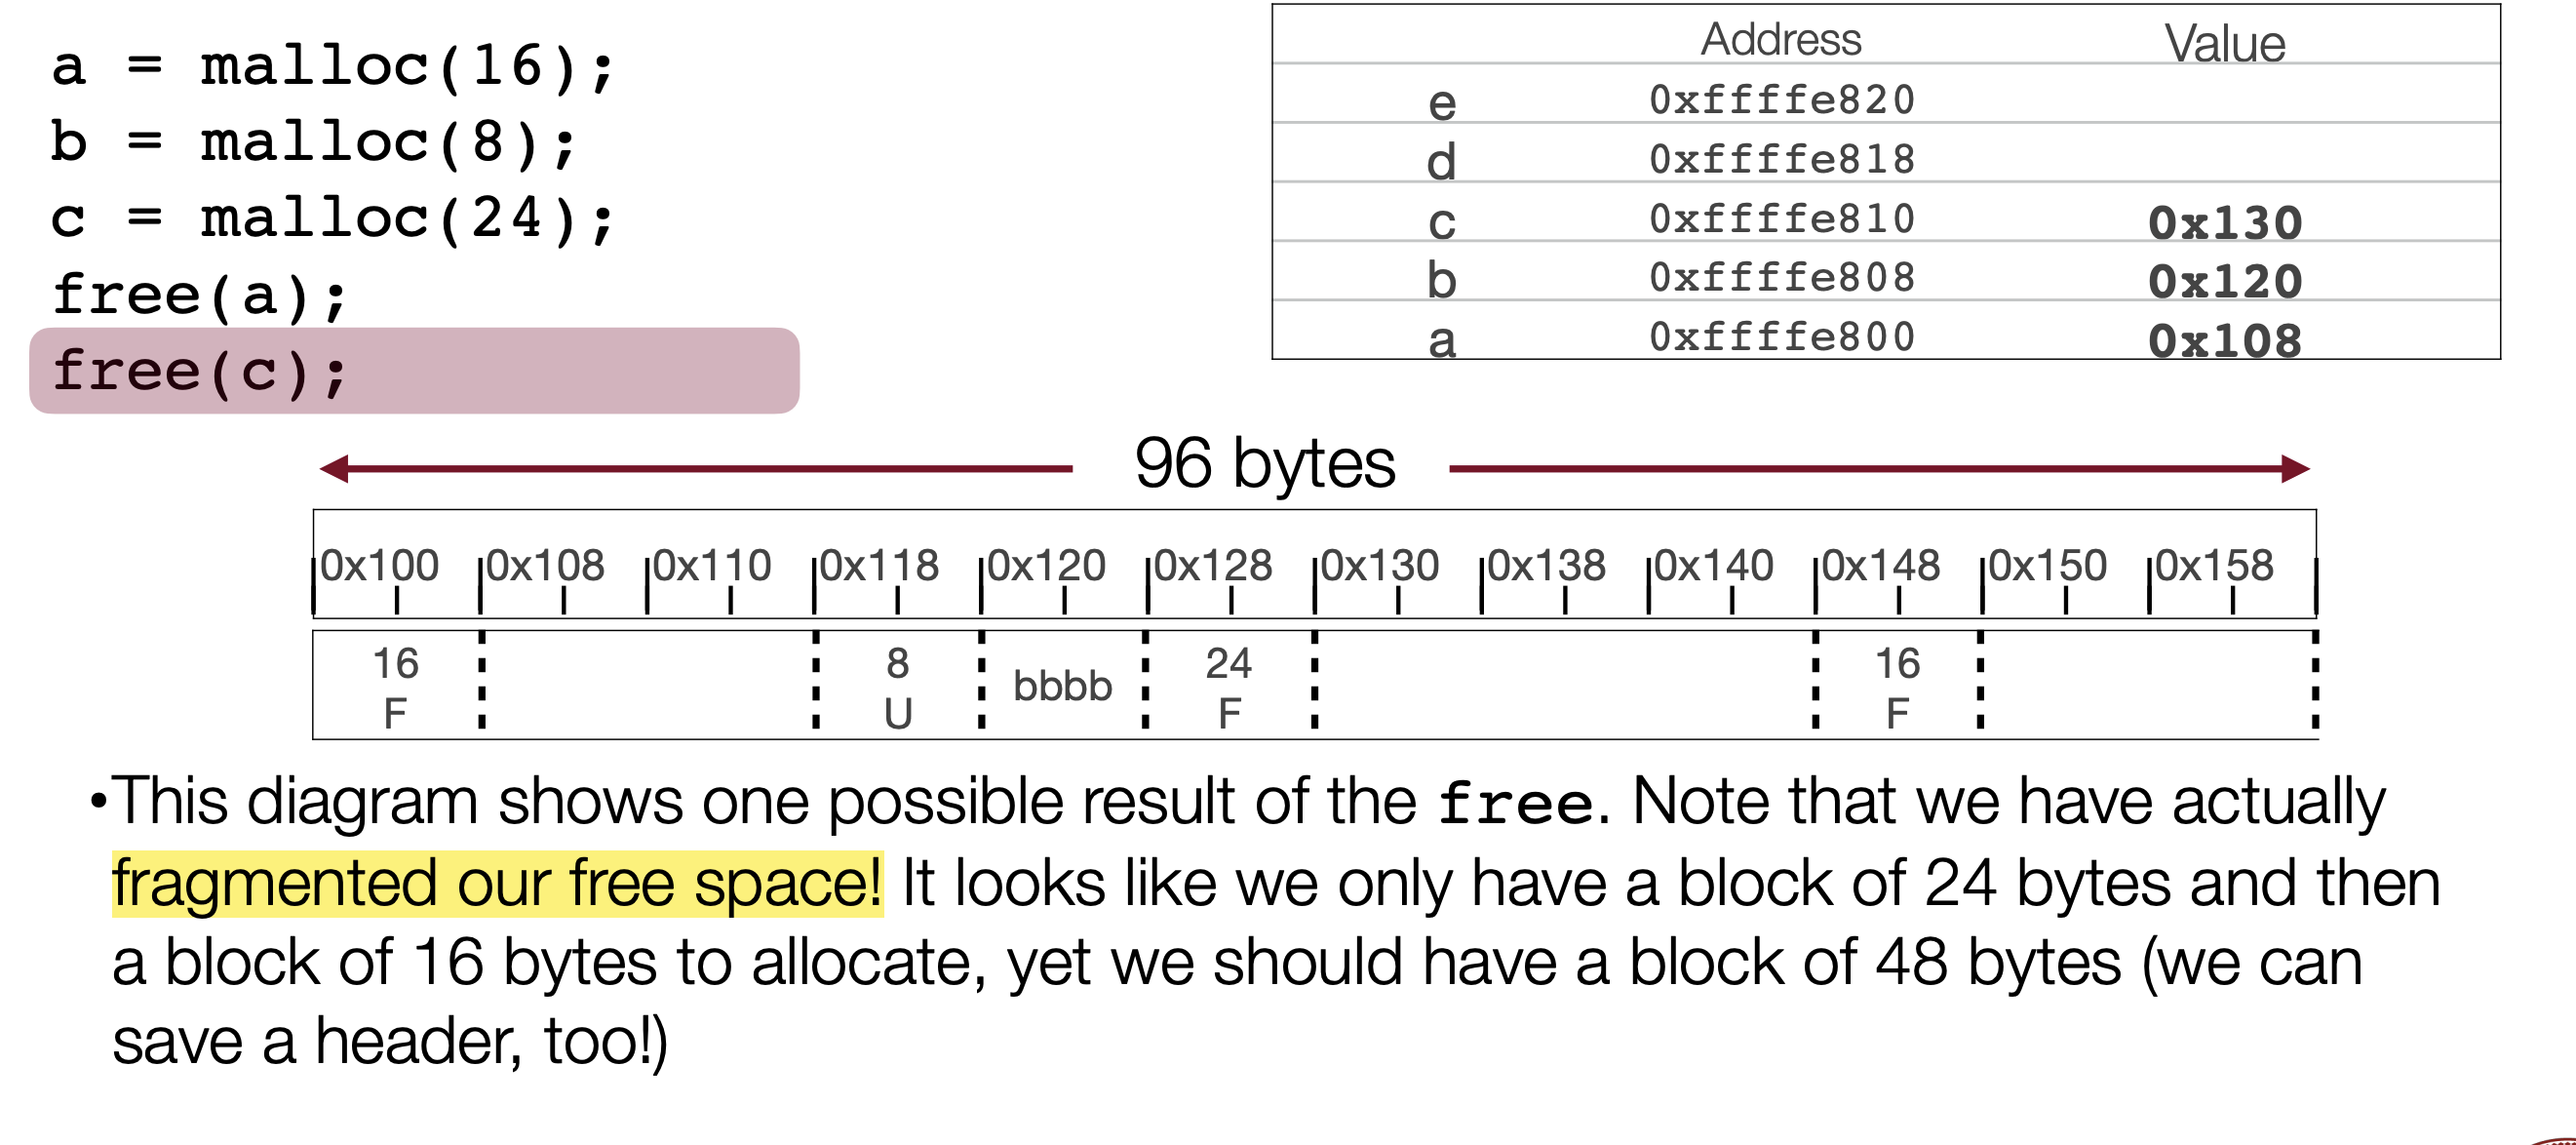 a = malloc(16);
b = malloc(8);
c = malloc(24);
free(a);
free(c);
Address Value
e 0xffffe820
d 0xffffe818
c 0xffffe810 0x130
b 0xffffe808 0x120
a 0xffffe800 0x108
96 bytes
0x100 0x108 0x110 0x118 0x120 0x128 0x130 0x138 0x140 0x148 0x150 0x158
16 8 bbbb 24 16
F U F F
•This diagram shows one possible result of the free. Note that we have actually
fragmented our free space! It looks like we only have a block of 24 bytes and then
a block of 16 bytes to allocate, yet we should have a block of 48 bytes (we can
save a header, too!)